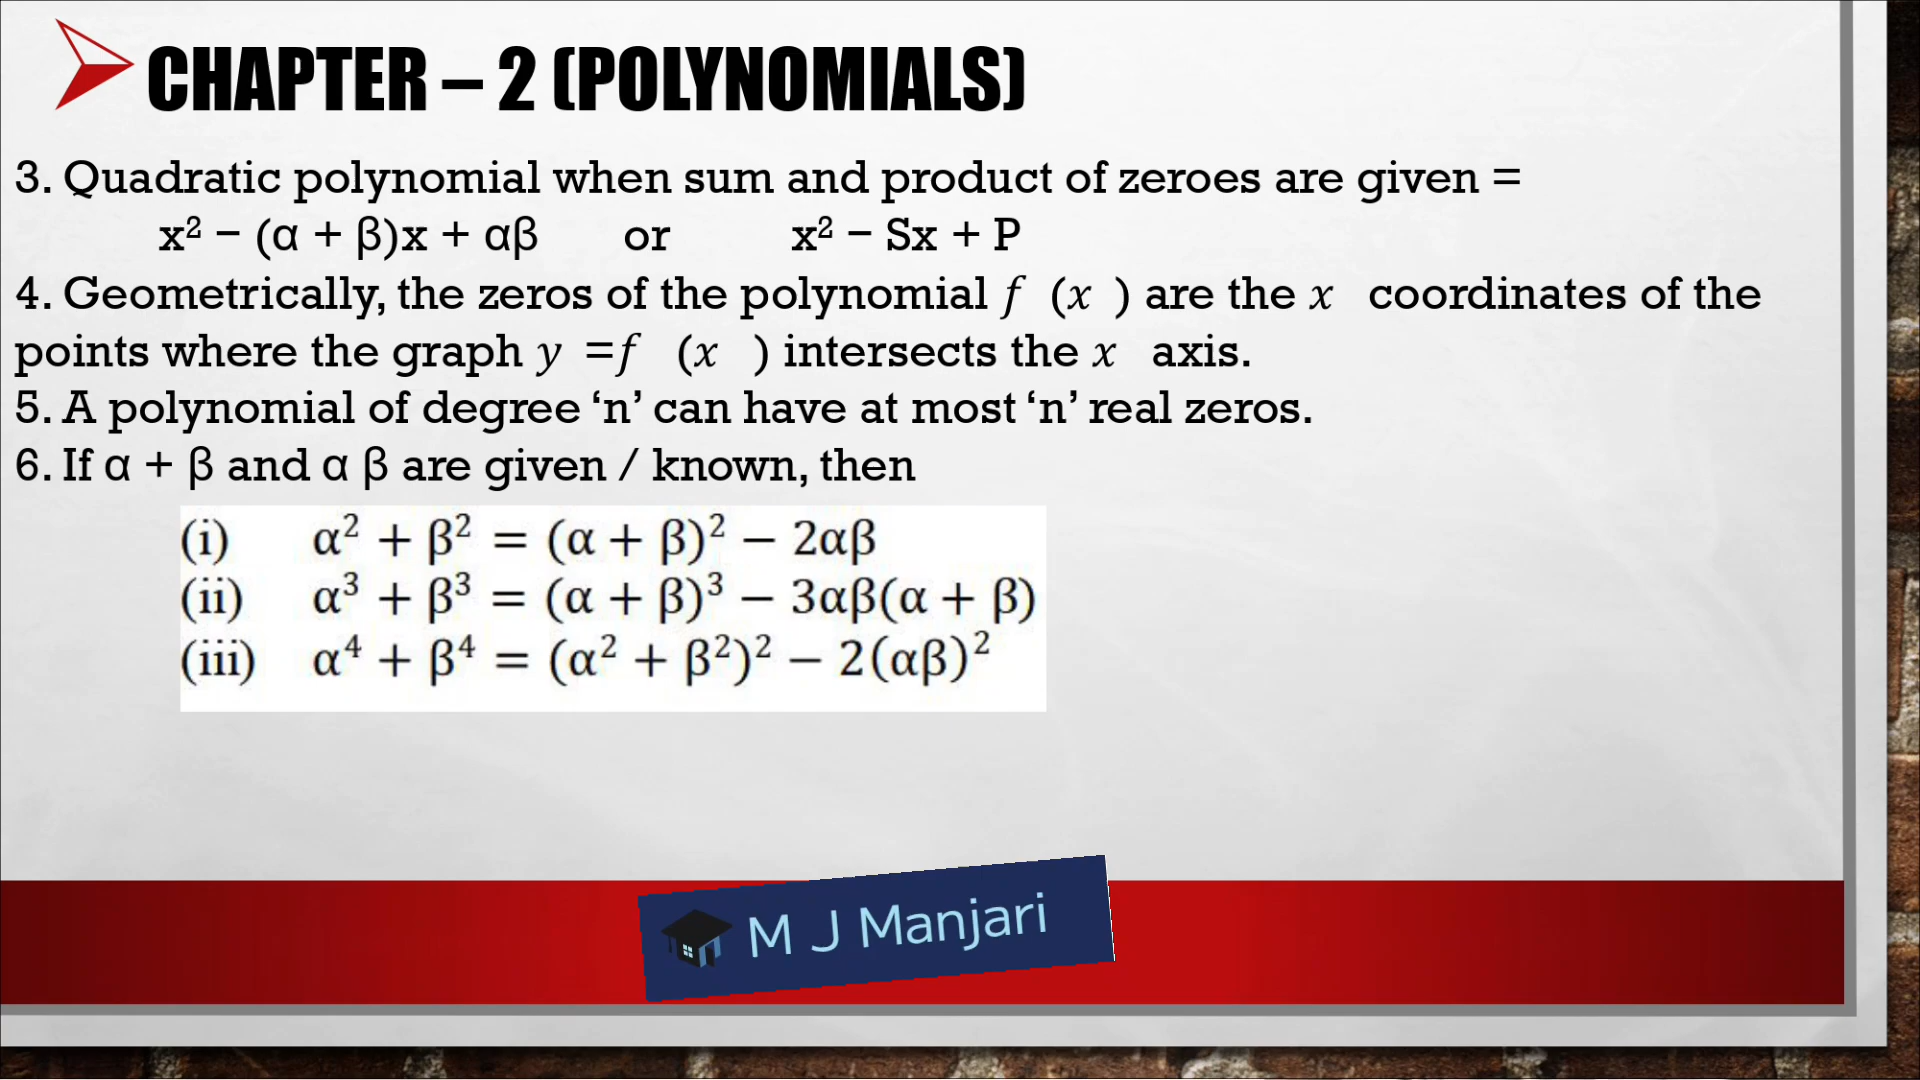 CHAPTER – 2 (POLYNOMIALS)
3. Quadratic polynomial when sum and product of zeroes are given =
x² − (α + β)x + αβ or x² − Sx + P
4. Geometrically, the zeros of the polynomial 𝑓 (𝑥 ) are the 𝑥 coordinates of the
points where the graph 𝑦 =𝑓 (𝑥 ) intersects the 𝑥 axis.
5. A polynomial of degree ‘n’ can have at most ‘n’ real zeros.
6. If α + β and α β are given / known, then
(i) α² + β² = (α + β)² − 2αβ
(ii) α³ + β³ = (α + β)³ − 3αβ(α + β)
(iii) α⁴ + β⁴ = (α² + β²)² − 2(αβ)²
M J Manjari